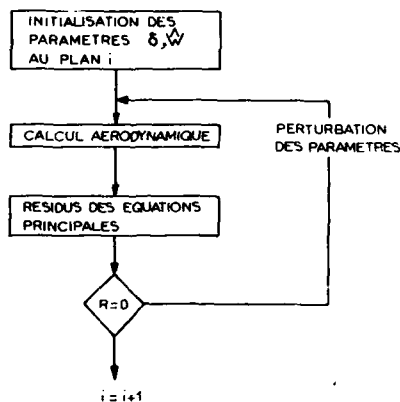 INITIALISATION DES
PARAMETRES δ, Ŵ
AU PLAN i
CALCUL AERODYNAMIQUE
PERTURBATION
DES PARAMETRES
RESIDUS DES EQUATIONS
PRINCIPALES
R=0
i = i+1